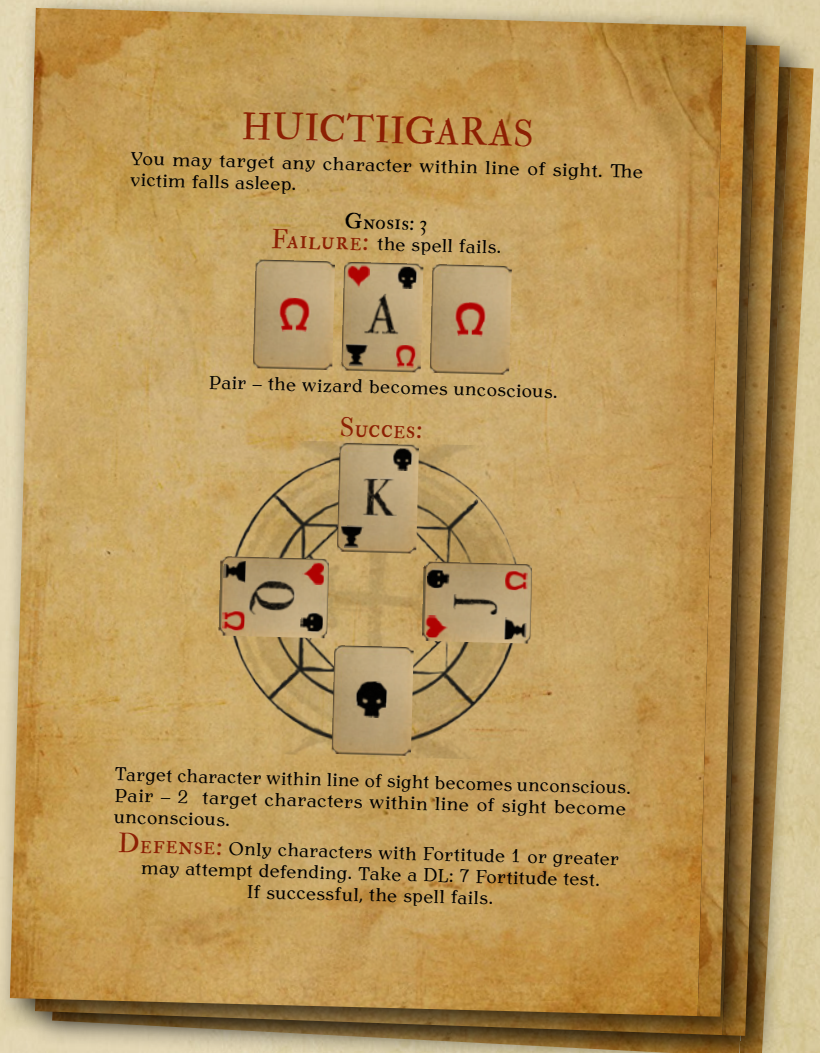 HUICTIIGARAS
You may target any character within line of sight. The
victim falls asleep.
Gnosis: 3
Failure: the spell fails.
Ω A Ω
Ω
Pair – the wizard becomes uncoscious.
Succes:
K
Q J
Ω Ω
Target character within line of sight becomes unconscious.
Pair – 2 target characters within line of sight become
unconscious.
Defense: Only characters with Fortitude 1 or greater
may attempt defending. Take a DL: 7 Fortitude test.
If successful, the spell fails.